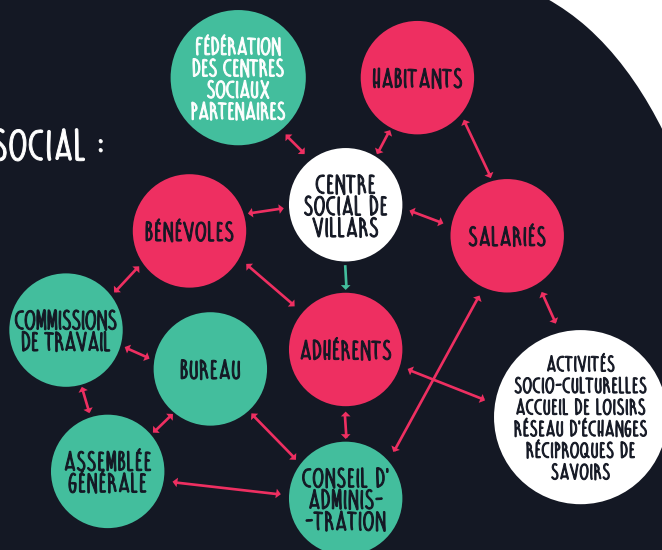 FÉDÉRATION
DES CENTRES
SOCIAUX
PARTENAIRES
HABITANTS
SOCIAL :
CENTRE
SOCIAL DE
VILLARS
BÉNÉVOLES
SALARIÉS
COMMISSIONS
DE TRAVAIL
BUREAU
ADHÉRENTS
ACTIVITÉS
SOCIO-CULTURELLES
ACCUEIL DE LOISIRS
RÉSEAU D'ÉCHANGES
RÉCIPROQUES DE
SAVOIRS
ASSEMBLÉE
GÉNÉRALE
CONSEIL D'
ADMINIS-
-TRATION